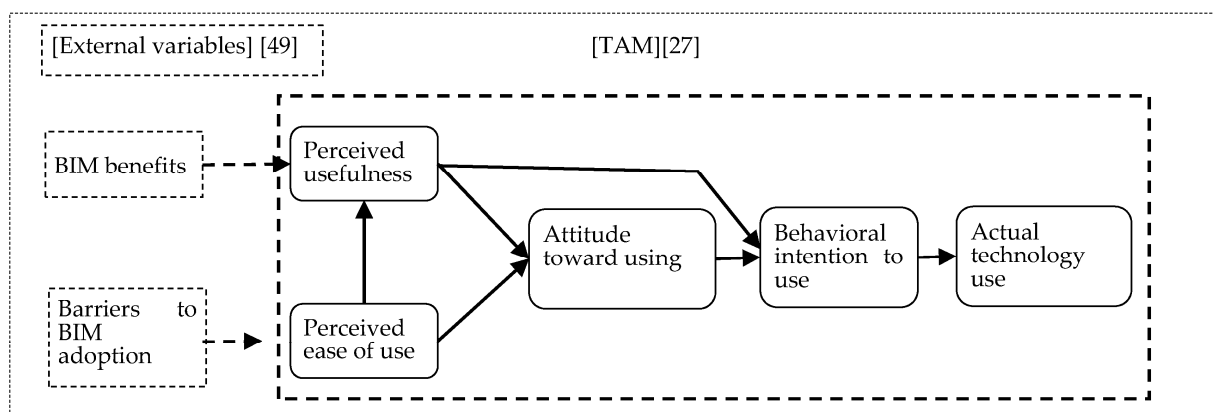 [External variables] [49]
[TAM][27]
BIM benefits
Perceived
usefulness
Attitude
toward using
Behavioral
intention to
use
Actual
technology
use
Barriers to
BIM
adoption
Perceived
ease of use